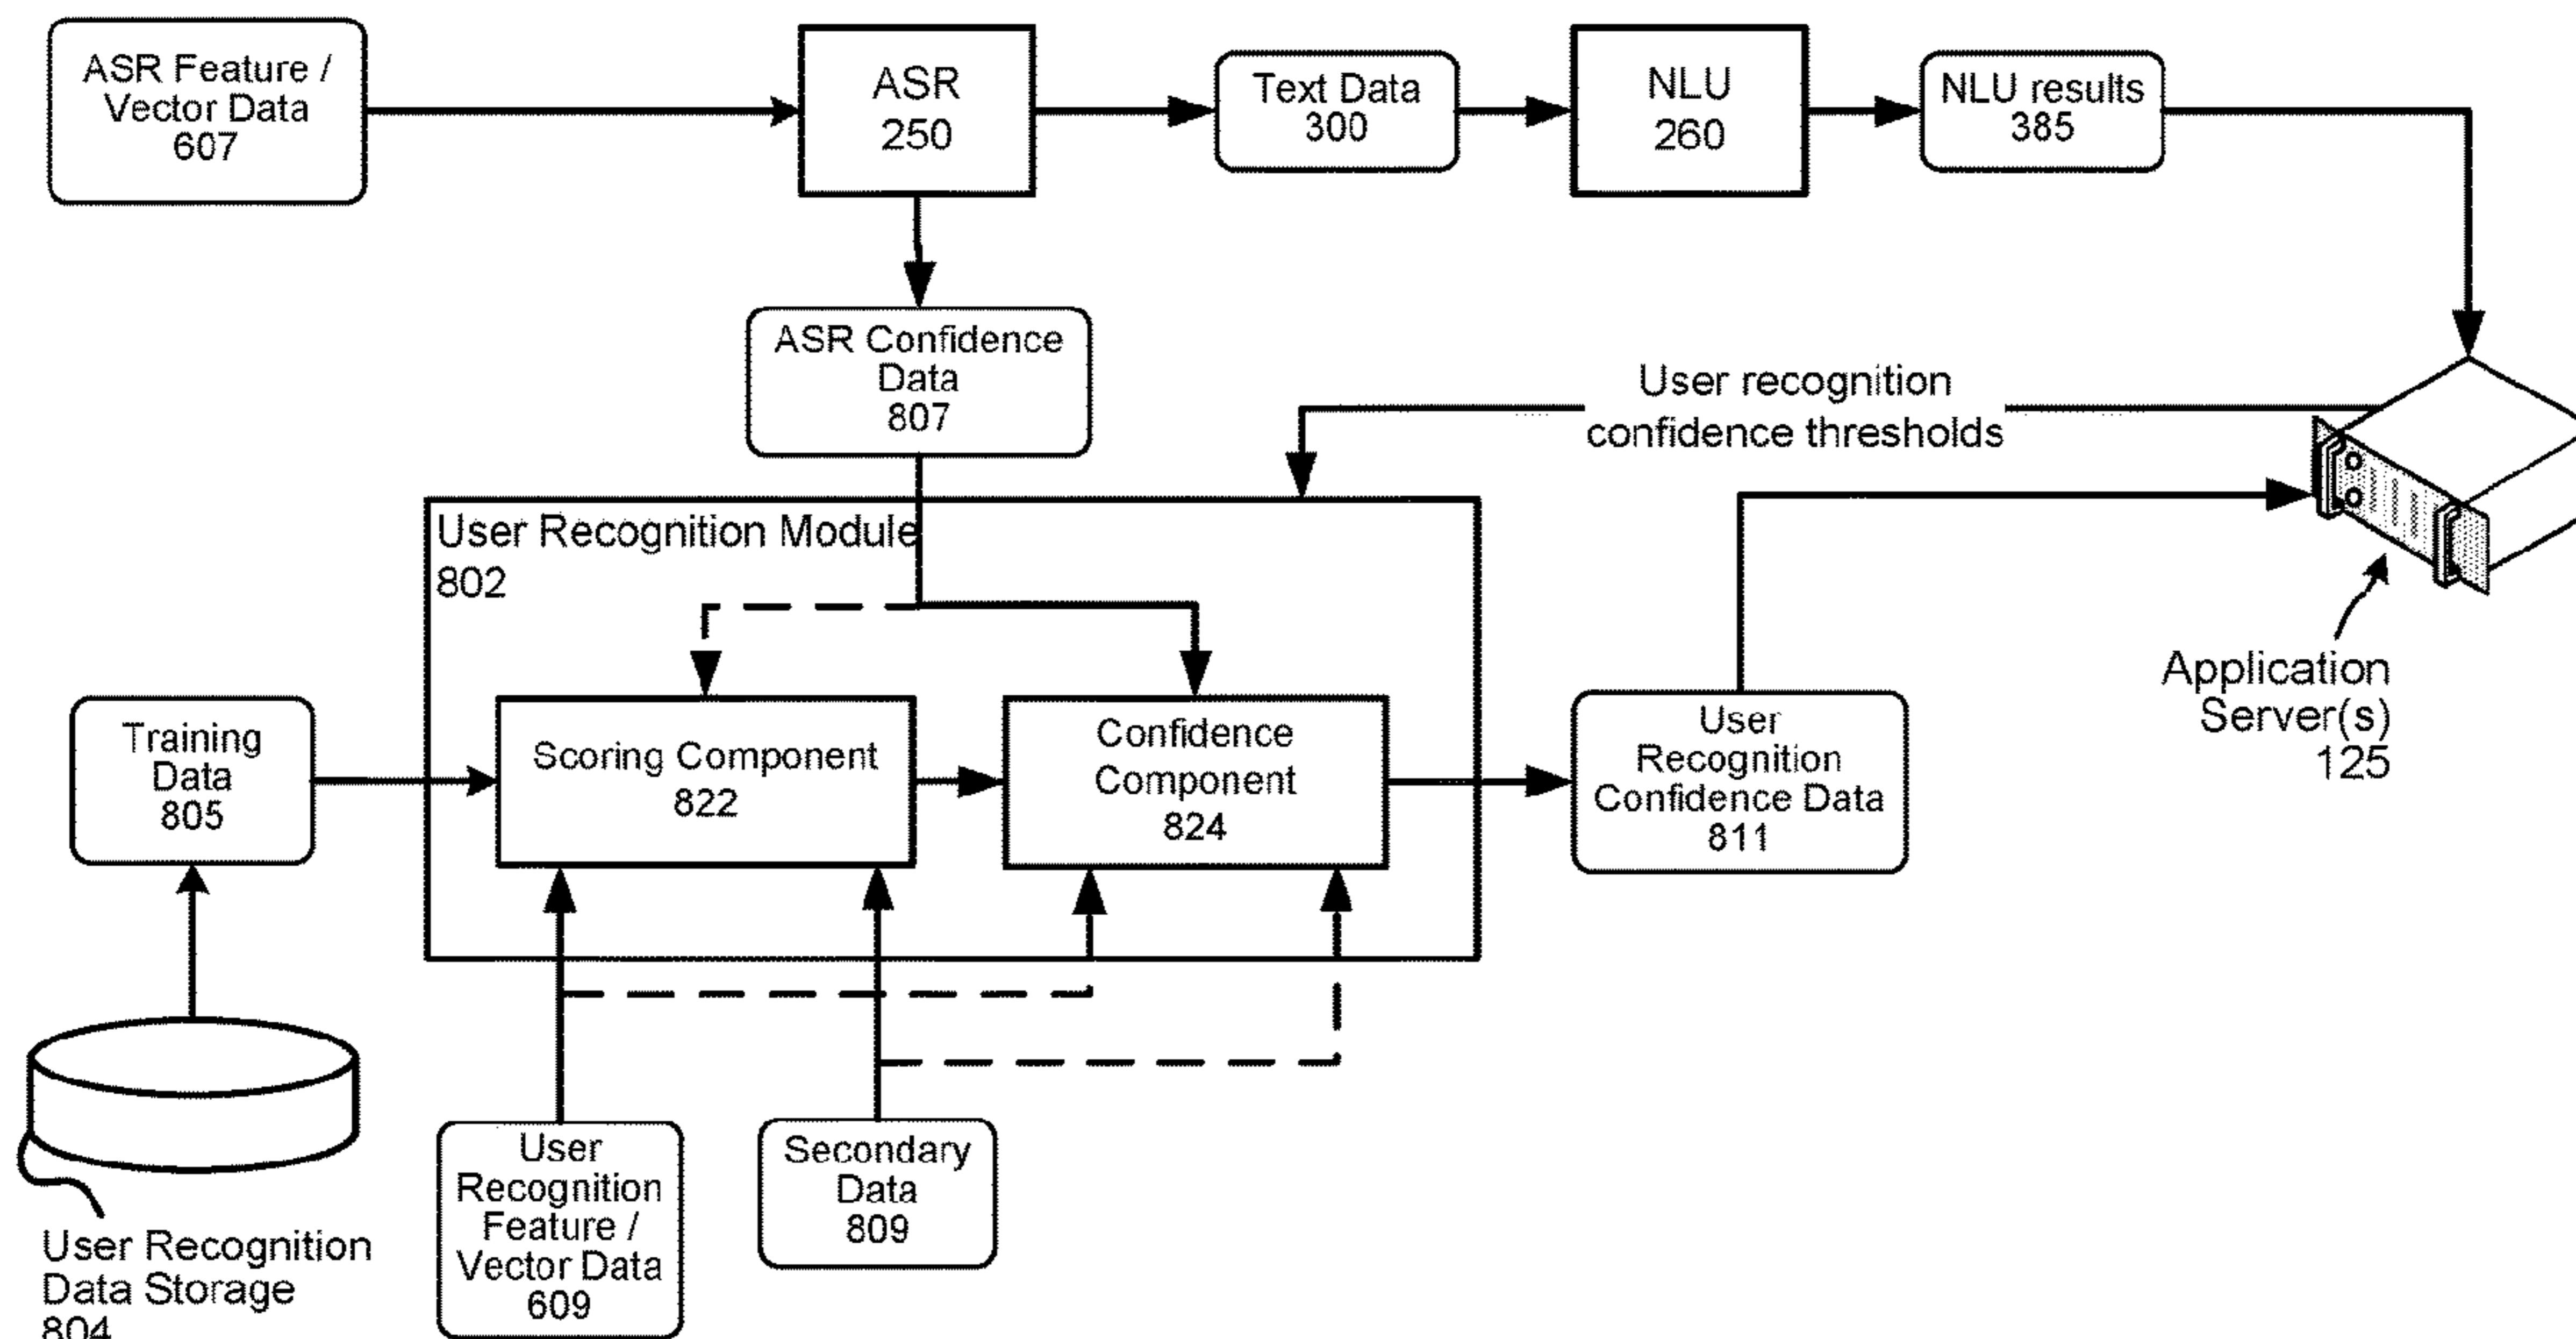 ASR Feature /
Vector Data
607
ASR
250
Text Data
300
NLU
260
NLU results
385
ASR Confidence
Data
807
User recognition
confidence thresholds
User Recognition Module
802
Application
Server(s)
125
Training
Data
805
Scoring Component
822
Confidence
Component
824
User
Recognition
Confidence Data
811
User Recognition
Data Storage
804
User
Recognition
Feature /
Vector Data
609
Secondary
Data
809